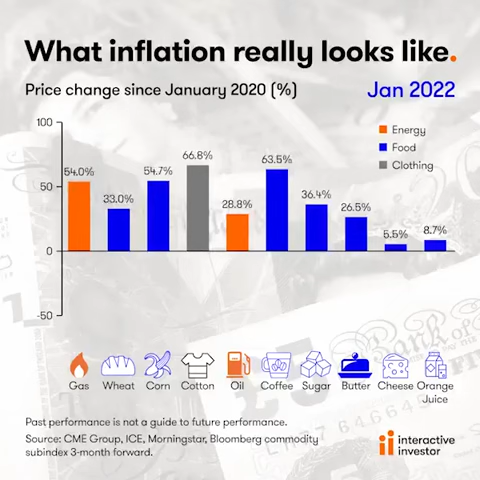 What inflation really looks like.
Price change since January 2020 (%)
Jan 2022
100
50
0
-50
Energy
Food
Clothing
54.0%
33.0%
54.7%
66.8%
28.8%
63.5%
36.4%
26.5%
5.5%
8.7%
Gas
Wheat
Corn
Cotton
Oil
Coffee
Sugar
Butter
Cheese
Orange
Juice
Past performance is not a guide to future performance.
Source: CME Group, ICE, Morningstar, Bloomberg commodity
subindex 3-month forward.
interactive
investor